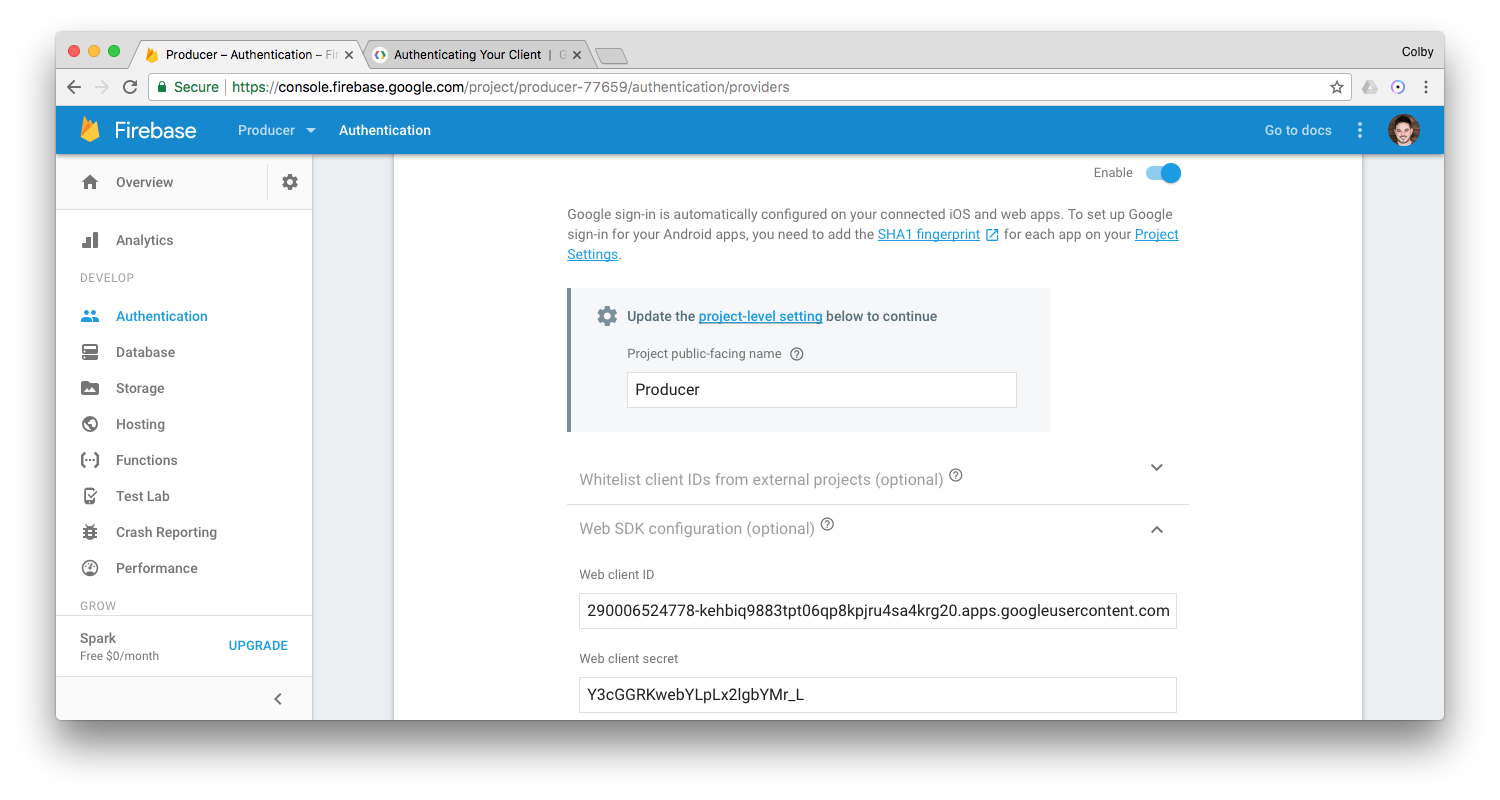 Producer – Authentication – Fir
Authenticating Your Client | G
Colby
Secure
https://console.firebase.google.com/project/producer-77659/authentication/providers
Firebase
Producer
Authentication
Go to docs
Overview
Analytics
DEVELOP
Authentication
Database
Storage
Hosting
Functions
Test Lab
Crash Reporting
Performance
GROW
Spark
Free $0/month
UPGRADE
Enable
Google sign-in is automatically configured on your connected iOS and web apps. To set up Google
sign-in for your Android apps, you need to add the SHA1 fingerprint for each app on your Project
Settings.
Update the project-level setting below to continue
Project public-facing name
Producer
Whitelist client IDs from external projects (optional)
Web SDK configuration (optional)
Web client ID
290006524778-kehbiq9883tpt06qp8kpjru4sa4krg20.apps.googleusercontent.com
Web client secret
Y3cGGRKwebYLpLx2lgbYMr_L